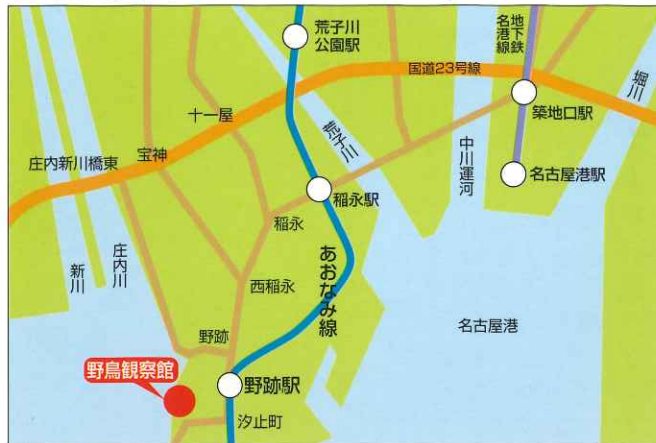 荒子川
公園駅
地下鉄
名港線
国道23号線
堀川
十一屋
築地口駅
荒子川
宝神
庄内新川橋東
中川運河
名古屋港駅
稲永駅
稲永
庄内川
新川
あおなみ線
西稲永
名古屋港
野跡
野鳥観察館
野跡駅
汐止町